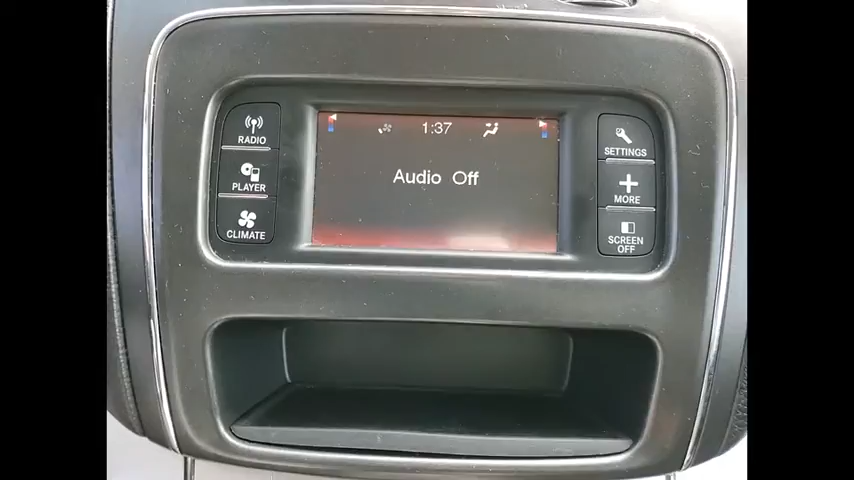 RADIO
PLAYER
CLIMATE
1:37
Audio Off
SETTINGS
MORE
SCREEN
OFF